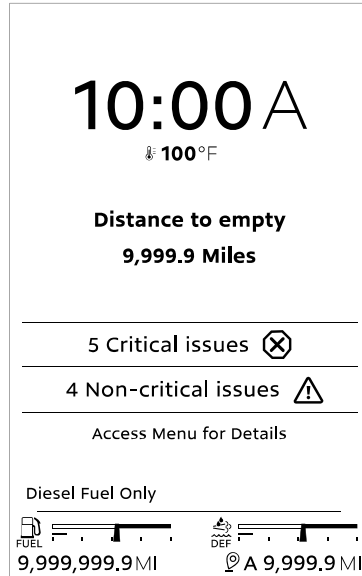 10:00 A
100°F
Distance to empty
9,999.9 Miles
5 Critical issues
4 Non-critical issues
Access Menu for Details
Diesel Fuel Only
FUEL DEF
9,999,999.9 MI A 9,999.9 MI